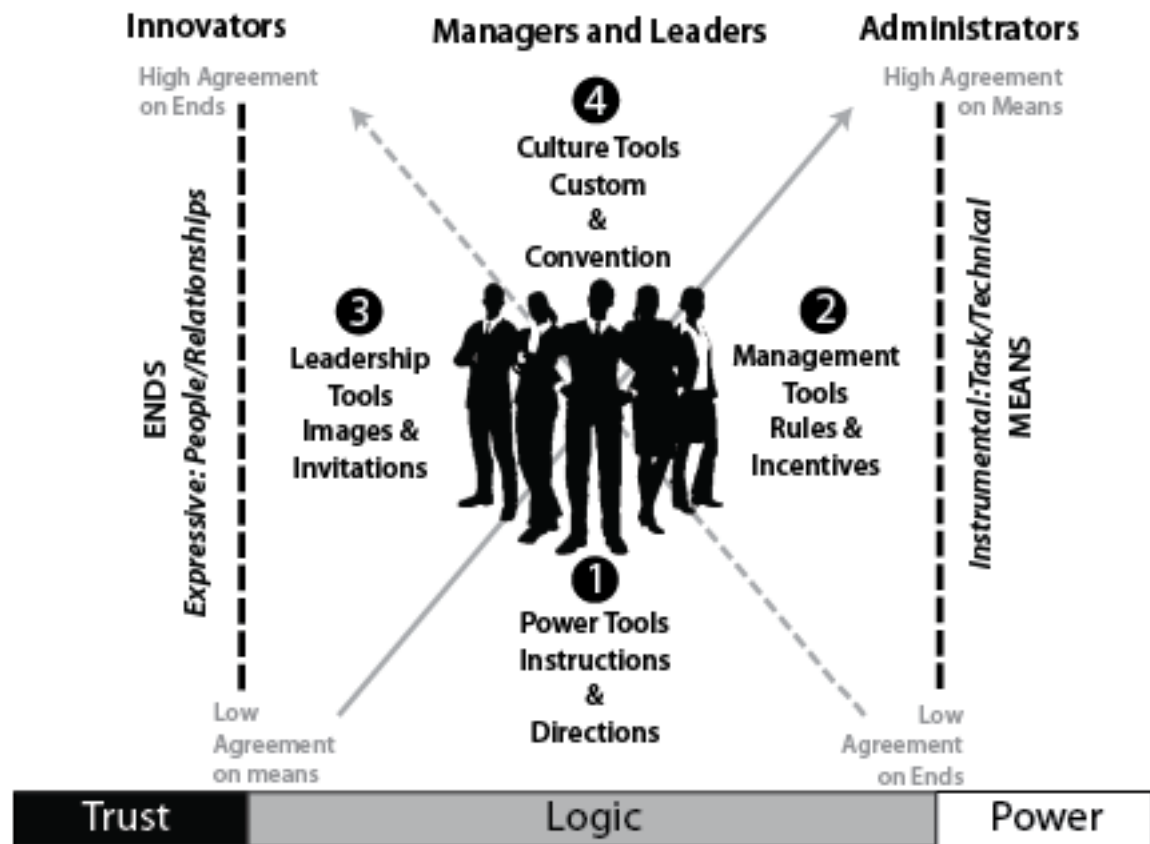 Innovators
Managers and Leaders
Administrators
High Agreement
on Ends
High Agreement
on Means
4
Culture Tools
Custom
&
Convention
ENDS
Expressive: People/Relationships
3
Leadership
Tools
Images &
Invitations
2
Management
Tools
Rules &
Incentives
Instrumental:Task/Technical
MEANS
1
Power Tools
Instructions
&
Directions
Low
Agreement
on means
Low
Agreement
on Ends
Trust
Logic
Power